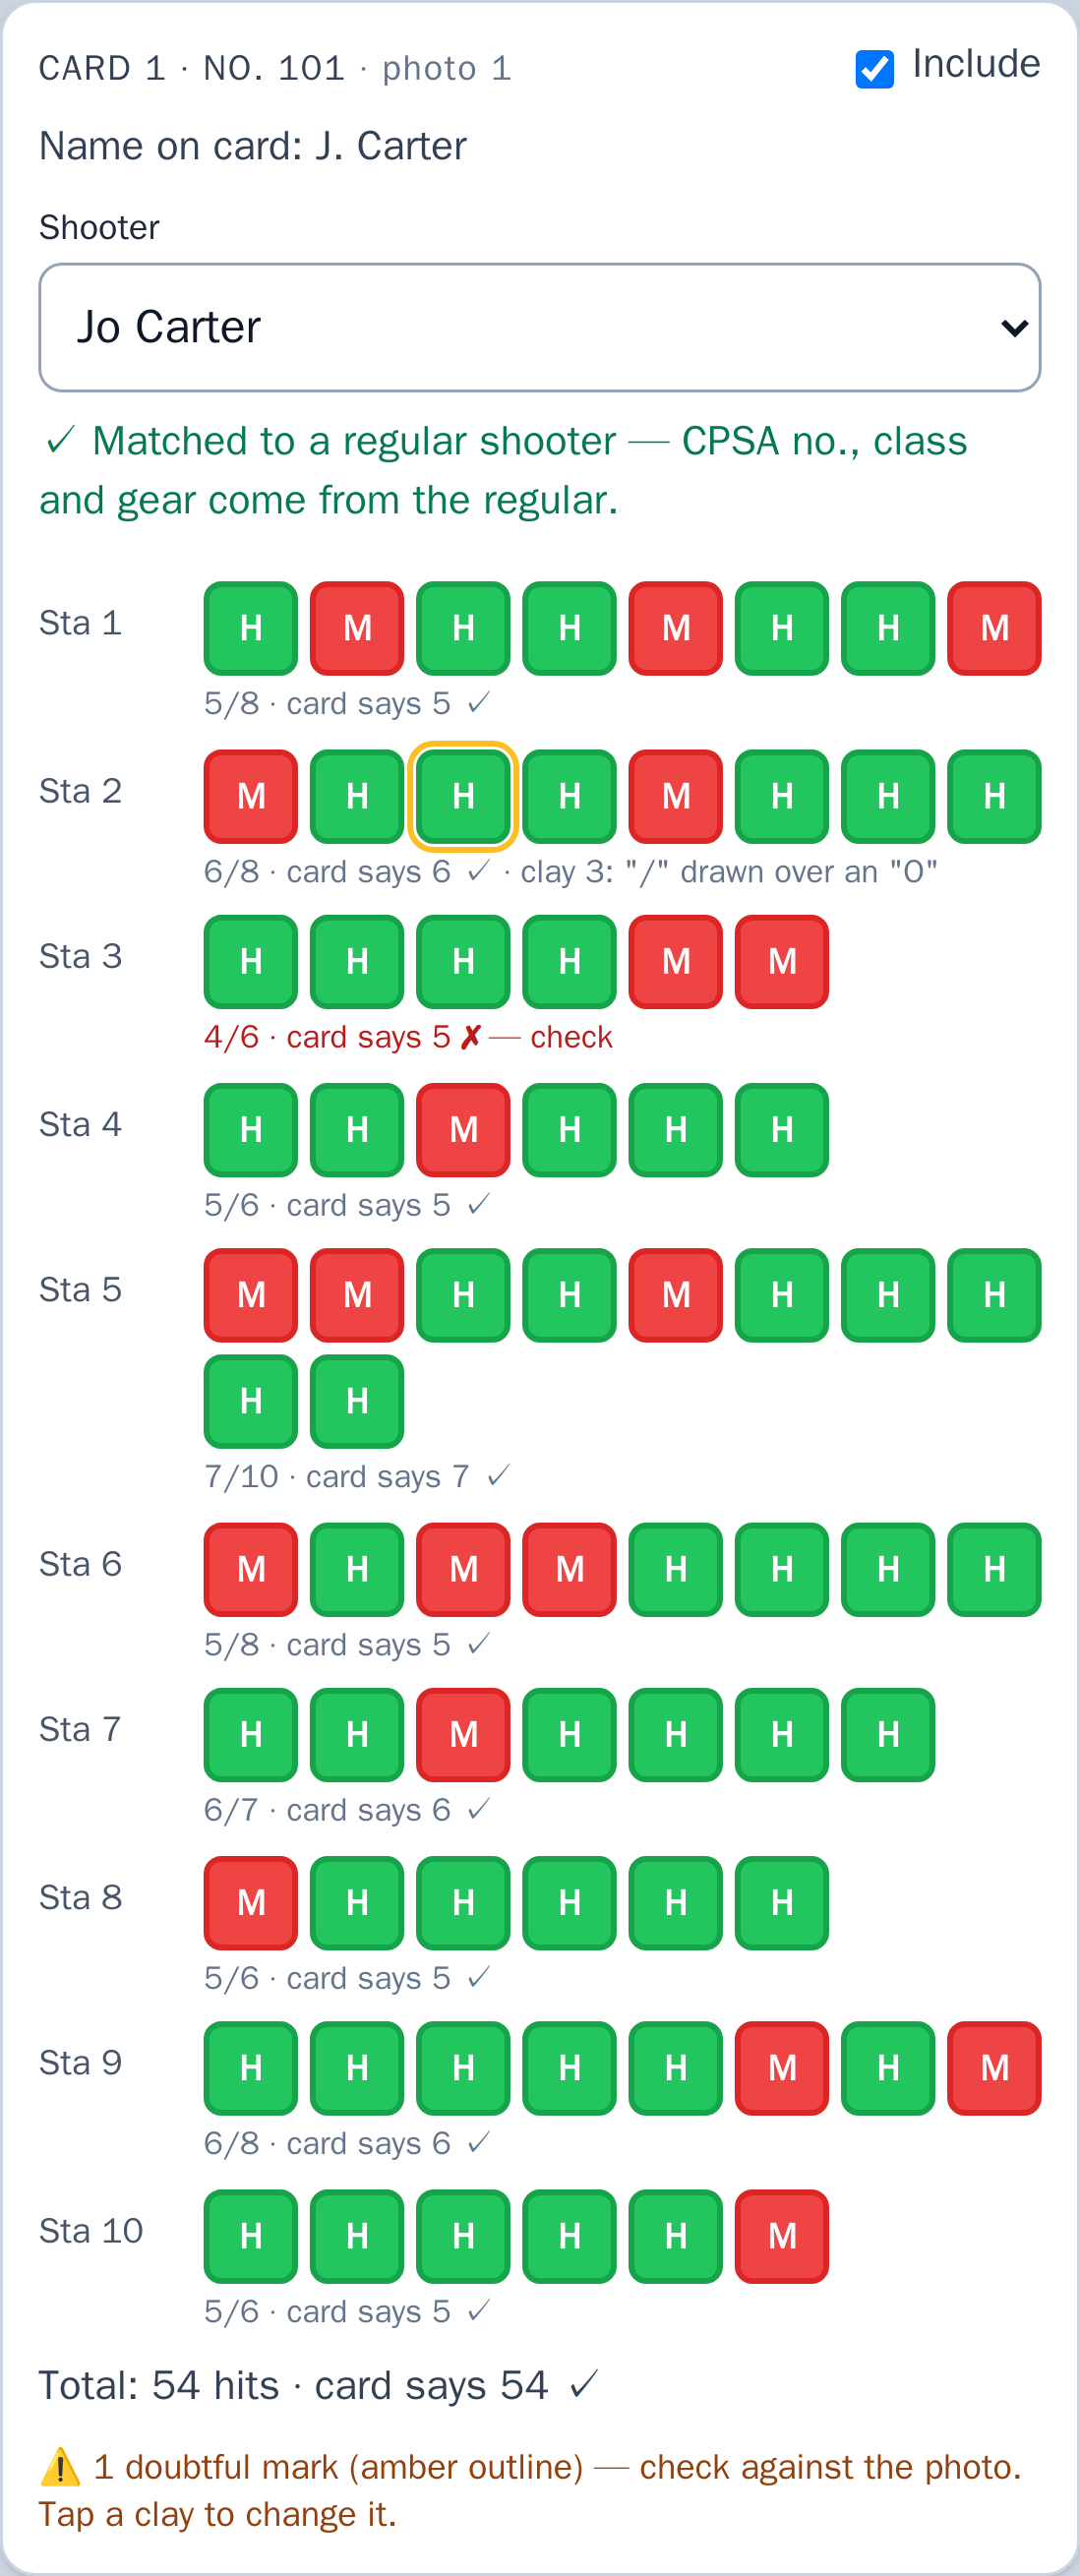 CARD 1 · NO. 101 · photo 1
Include
Name on card: J. Carter
Shooter
Jo Carter
✓ Matched to a regular shooter — CPSA no., class
and gear come from the regular.
Sta 1 H M H H M H H M
5/8 · card says 5 ✓
Sta 2 M H H H M H H H
6/8 · card says 6 ✓ · clay 3: "/" drawn over an "O"
Sta 3 H H H H M M
4/6 · card says 5 ✗ — check
Sta 4 H H M H H H
5/6 · card says 5 ✓
Sta 5 M M H H M H H H
H H
7/10 · card says 7 ✓
Sta 6 M H M M H H H H
5/8 · card says 5 ✓
Sta 7 H H M H H H H
6/7 · card says 6 ✓
Sta 8 M H H H H H
5/6 · card says 5 ✓
Sta 9 H H H H H M H M
6/8 · card says 6 ✓
Sta 10 H H H H H M
5/6 · card says 5 ✓
Total: 54 hits · card says 54 ✓
⚠️ 1 doubtful mark (amber outline) — check against the photo.
Tap a clay to change it.